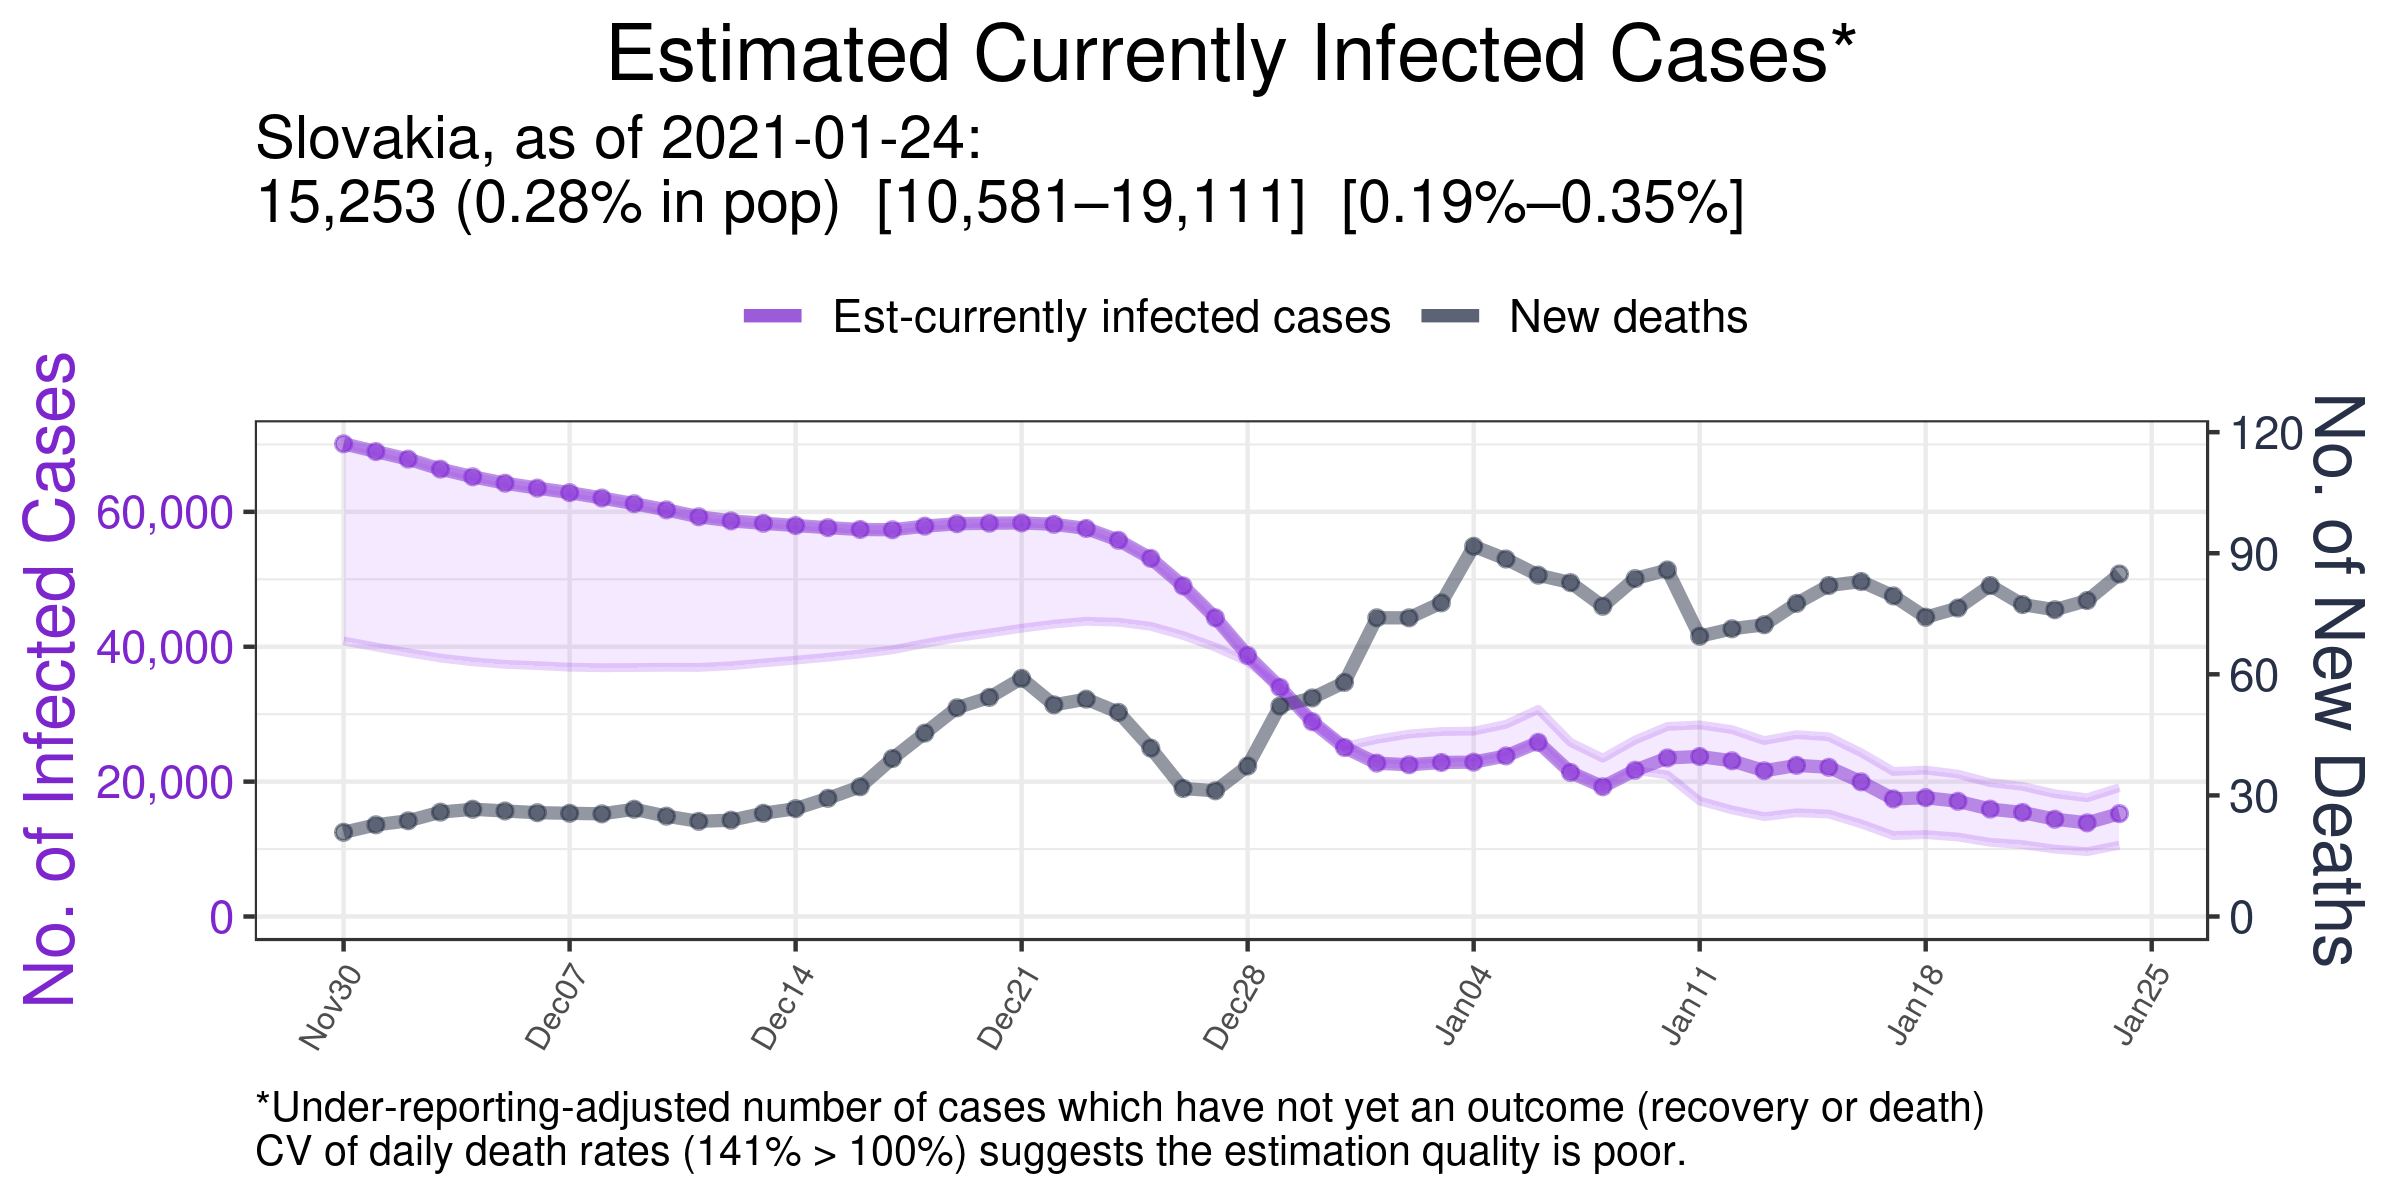 Estimated Currently Infected Cases*
Slovakia, as of 2021-01-24:
15,253 (0.28% in pop)  [10,581–19,111]  [0.19%–0.35%]
Est-currently infected cases
New deaths
No. of Infected Cases
60,000
40,000
20,000
0
120
90
60
30
0
No. of New Deaths
Nov30
Dec07
Dec14
Dec21
Dec28
Jan04
Jan11
Jan18
Jan25
*Under-reporting-adjusted number of cases which have not yet an outcome (recovery or death)
CV of daily death rates (141% > 100%) suggests the estimation quality is poor.